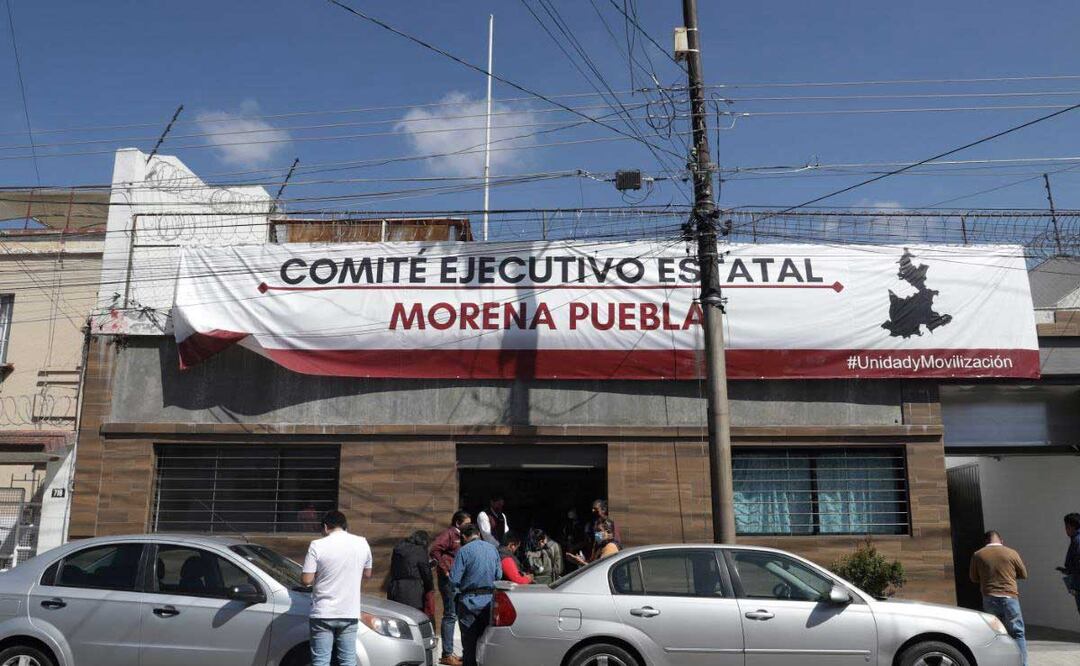 COMITÉ EJECUTIVO ESTATAL
MORENA PUEBLA
#UnidadyMovilización